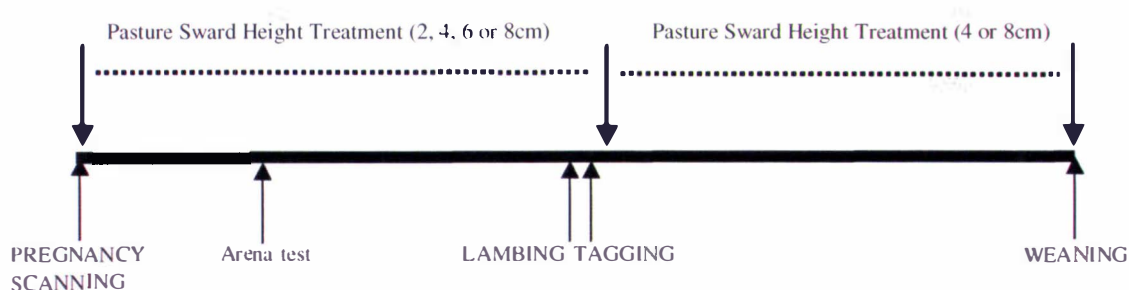 Pasture Sward Height Treatment (2, 4, 6 or 8cm)
Pasture Sward Height Treatment (4 or 8cm)
PREGNANCY
SCANNING
Arena test
LAMBING TAGGING
WEANING